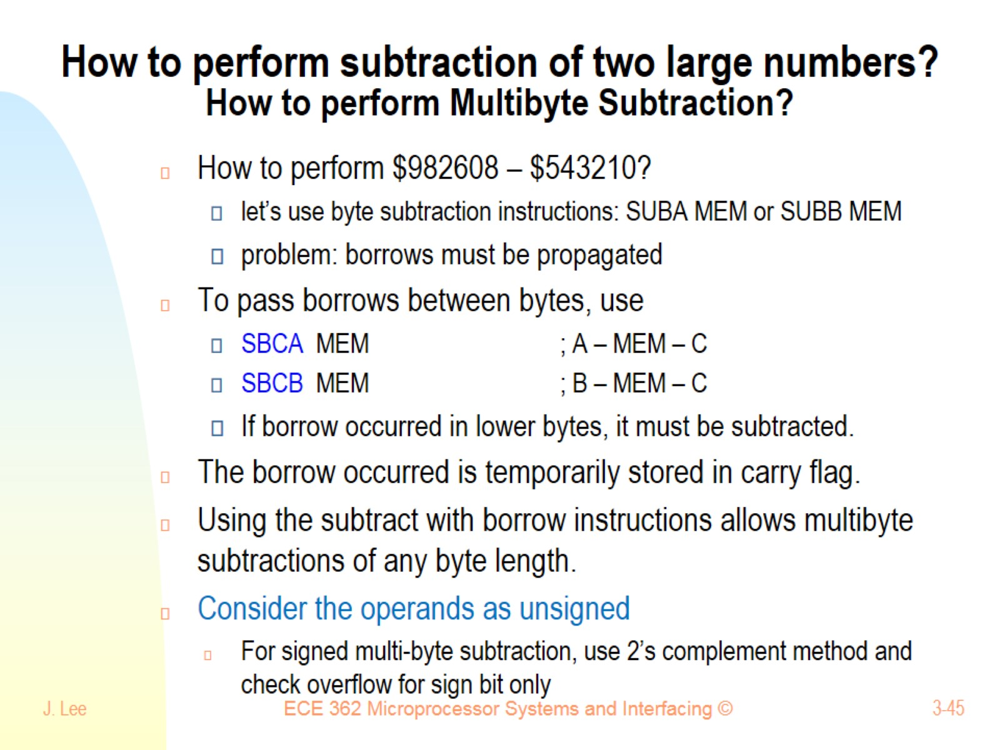 How to perform subtraction of two large numbers?
How to perform Multibyte Subtraction?
How to perform $982608 – $543210?
let's use byte subtraction instructions: SUBA MEM or SUBB MEM
problem: borrows must be propagated
To pass borrows between bytes, use
SBCA MEM ; A – MEM – C
SBCB MEM ; B – MEM – C
If borrow occurred in lower bytes, it must be subtracted.
The borrow occurred is temporarily stored in carry flag.
Using the subtract with borrow instructions allows multibyte
subtractions of any byte length.
Consider the operands as unsigned
For signed multi-byte subtraction, use 2's complement method and
check overflow for sign bit only
J. Lee ECE 362 Microprocessor Systems and Interfacing © 3-45